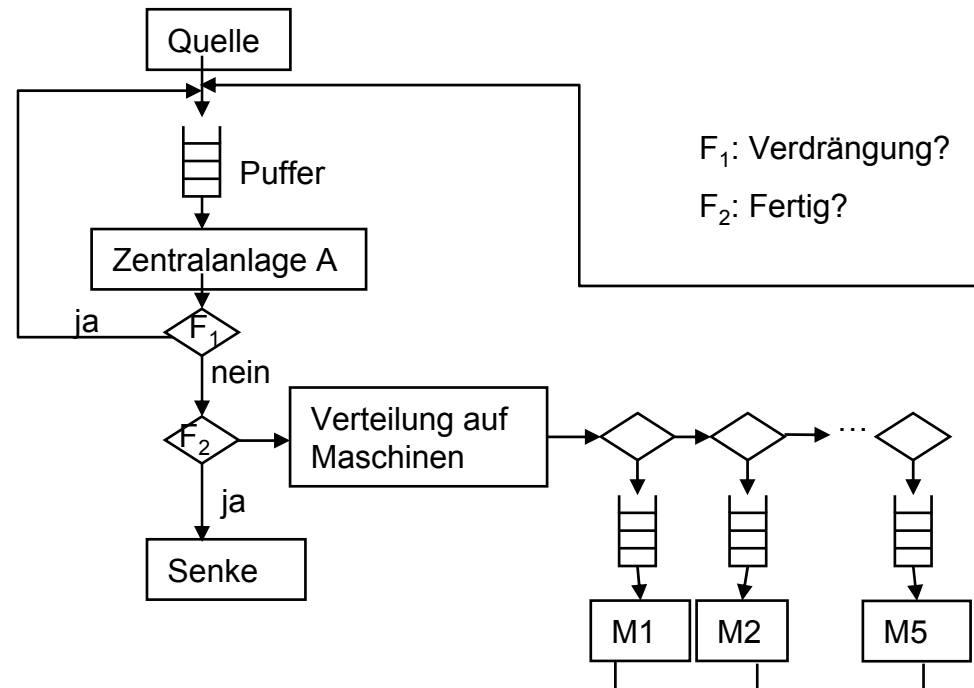 Quelle
Puffer
F₁: Verdrängung?
F₂: Fertig?
Zentralanlage A
ja
F₁
nein
F₂
Verteilung auf
Maschinen
...
ja
Senke
M1
M2
M5